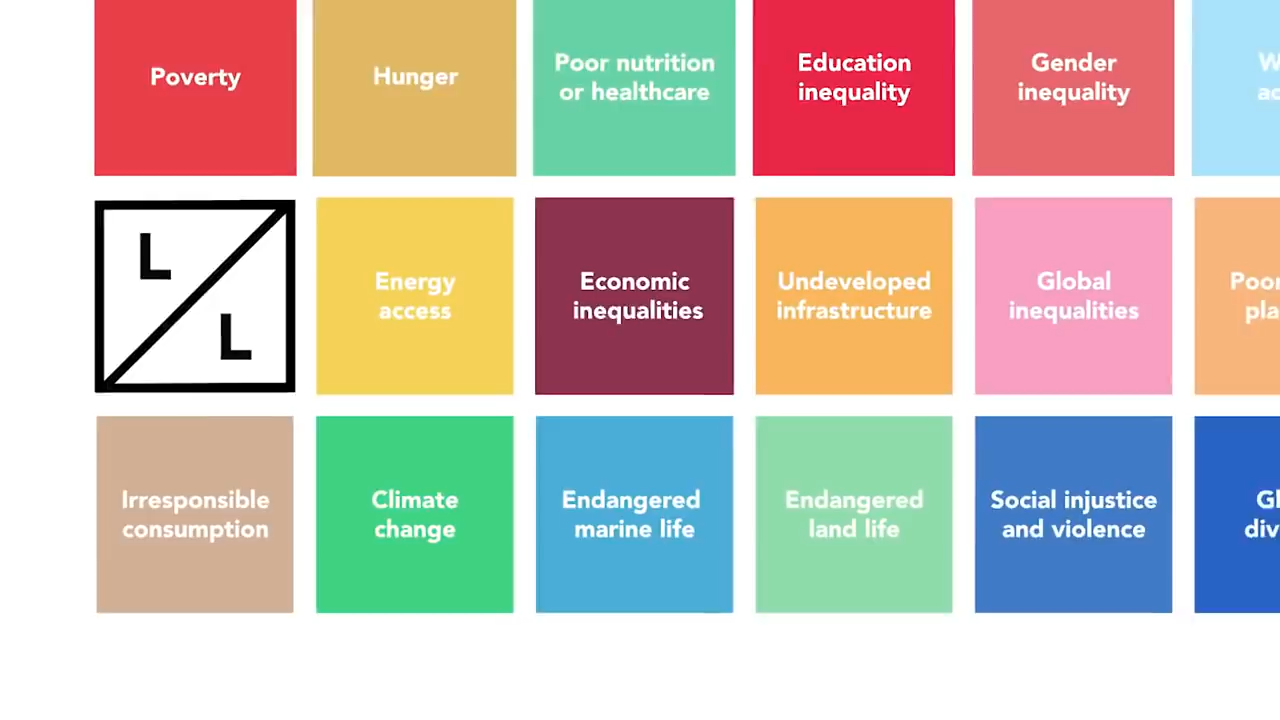 Poverty
Hunger
Poor nutrition
or healthcare
Education
inequality
Gender
inequality
L
L
Energy
access
Economic
inequalities
Undeveloped
infrastructure
Global
inequalities
Irresponsible
consumption
Climate
change
Endangered
marine life
Endangered
land life
Social injustice
and violence